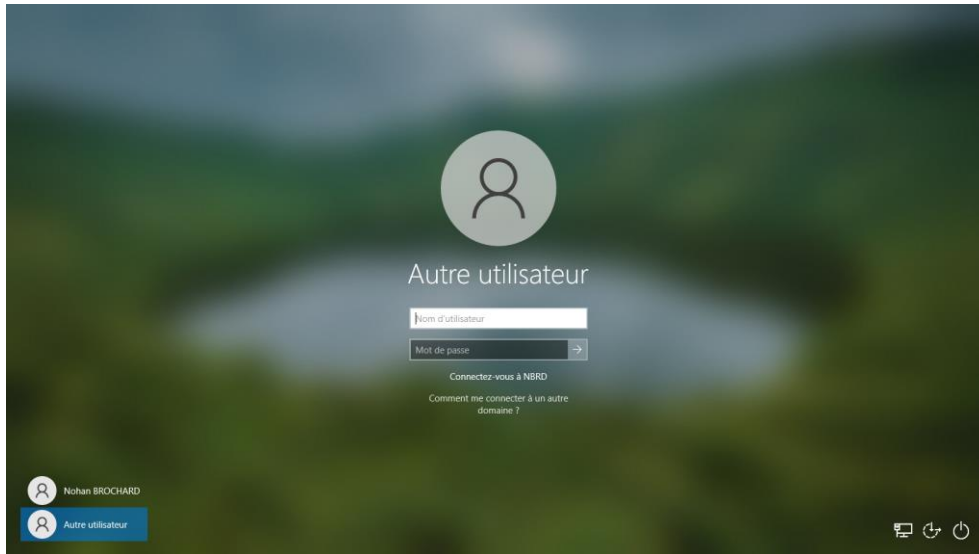 Autre utilisateur
Nom d'utilisateur
Mot de passe
Connectez-vous à NBRD
Comment me connecter à un autre
domaine ?
Nohan BROCHARD
Autre utilisateur